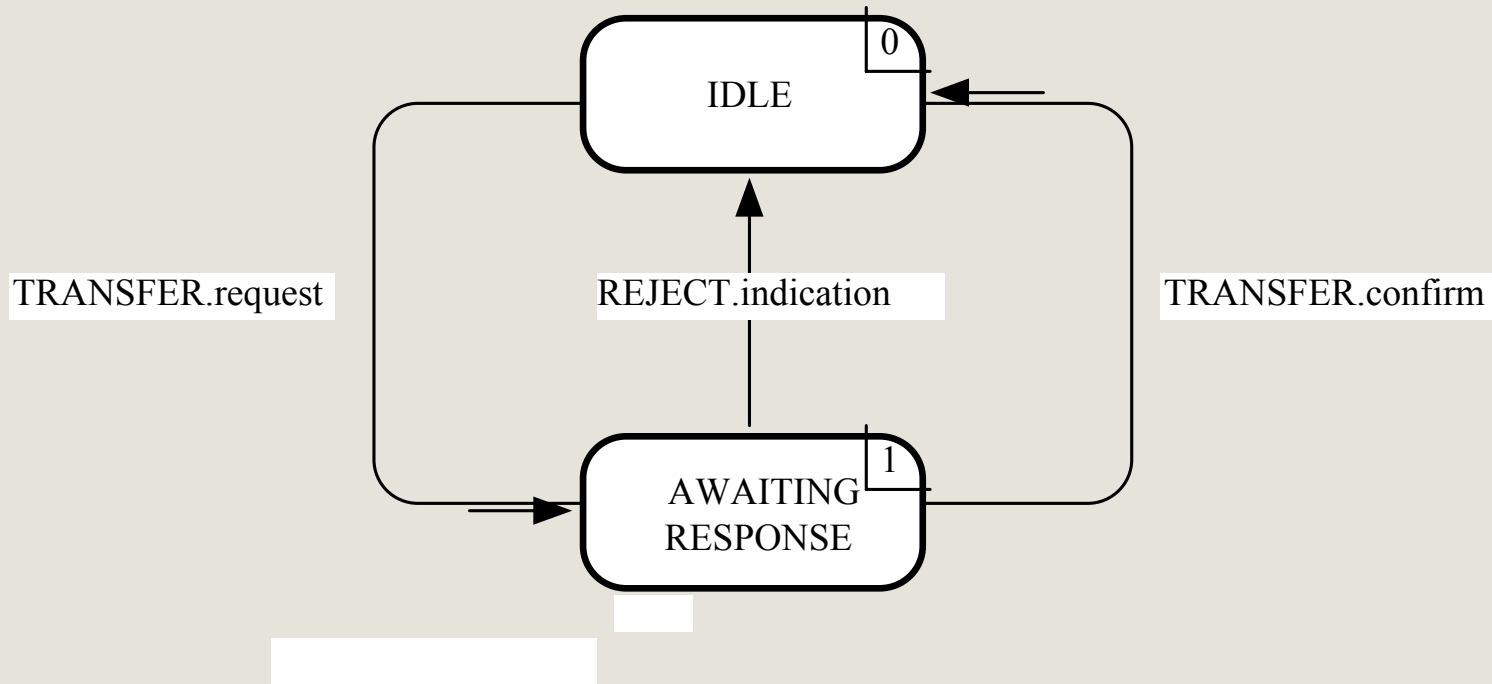 0
IDLE
TRANSFER.request
REJECT.indication
TRANSFER.confirm
1
AWAITING
RESPONSE